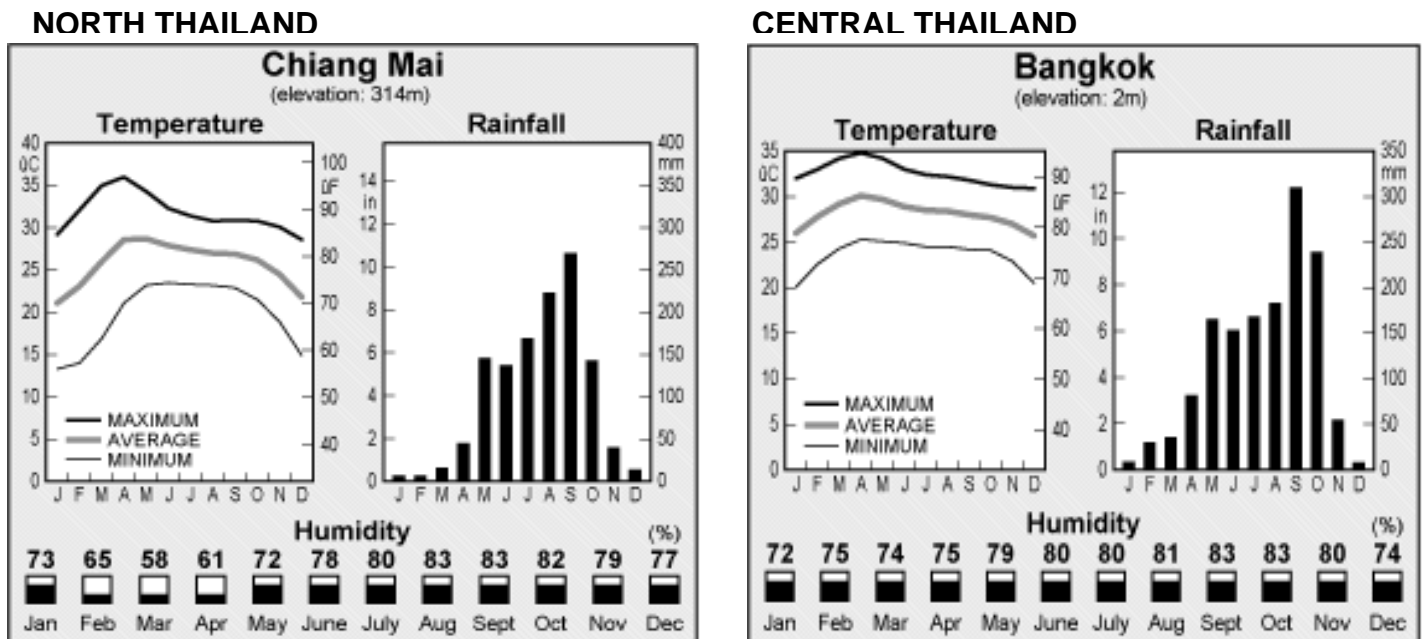 NORTH THAILAND
Chiang Mai
(elevation: 314m)
Temperature
Rainfall
40
ûC
35
30
25
20
15
10
5
0
100
ûF
90
80
70
60
50
40
MAXIMUM
AVERAGE
MINIMUM
J F M A M J J A S O N D
14
in
12
10
8
6
4
2
0
400
mm
350
300
250
200
150
100
50
0
J F M A M J J A S O N D
Humidity (%)
73 65 58 61 72 78 80 83 83 82 79 77
Jan Feb Mar Apr May June July Aug Sept Oct Nov Dec
CENTRAL THAILAND
Bangkok
(elevation: 2m)
Temperature
Rainfall
35
ûC
30
25
20
15
10
5
0
90
ûF
80
70
60
50
40
MAXIMUM
AVERAGE
MINIMUM
J F M A M J J A S O N D
12
in
10
8
6
4
2
0
350
mm
300
250
200
150
100
50
0
J F M A M J J A S O N D
Humidity (%)
72 75 74 75 79 80 80 81 83 83 80 74
Jan Feb Mar Apr May June July Aug Sept Oct Nov Dec